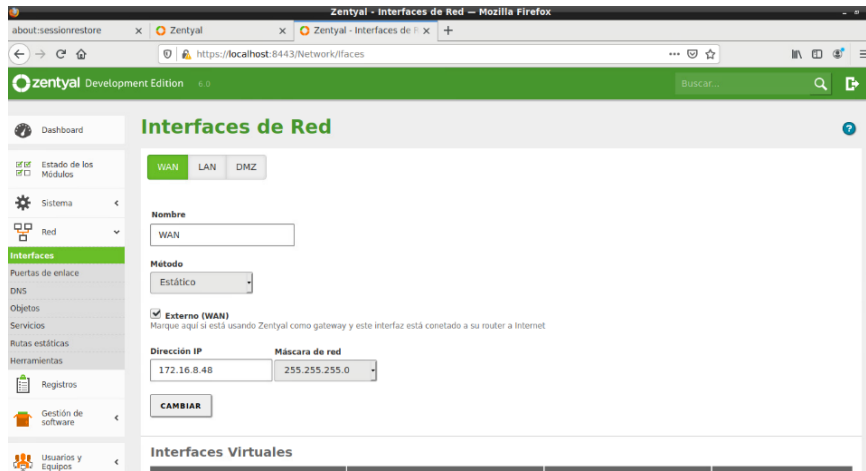 Zentyal - Interfaces de Red — Mozilla Firefox
about:sessionrestore
Zentyal
Zentyal - Interfaces de R
https://localhost:8443/Network/Ifaces
zentyal Development Edition 6.0
Buscar...
Dashboard
Estado de los
Módulos
Sistema
Red
Interfaces
Puertas de enlace
DNS
Objetos
Servicios
Rutas estáticas
Herramientas
Registros
Gestión de
software
Usuarios y
Equipos
Interfaces de Red
?
WAN LAN DMZ
Nombre
WAN
Método
Estático
Externo (WAN)
Marque aquí si está usando Zentyal como gateway y este interfaz está conetado a su router a Internet
Dirección IP Máscara de red
172.16.8.48 255.255.255.0
CAMBIAR
Interfaces Virtuales